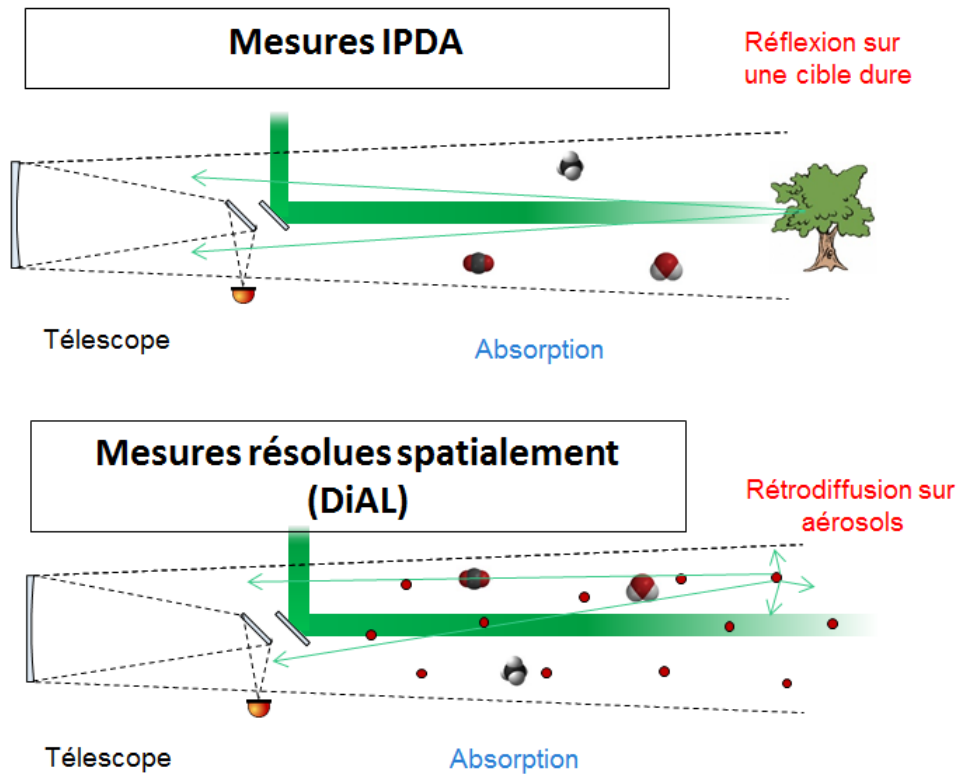 Mesures IPDA
Réflexion sur
une cible dure
Télescope
Absorption
Mesures résolues spatialement
(DiAL)
Rétrodiffusion sur
aérosols
Télescope
Absorption